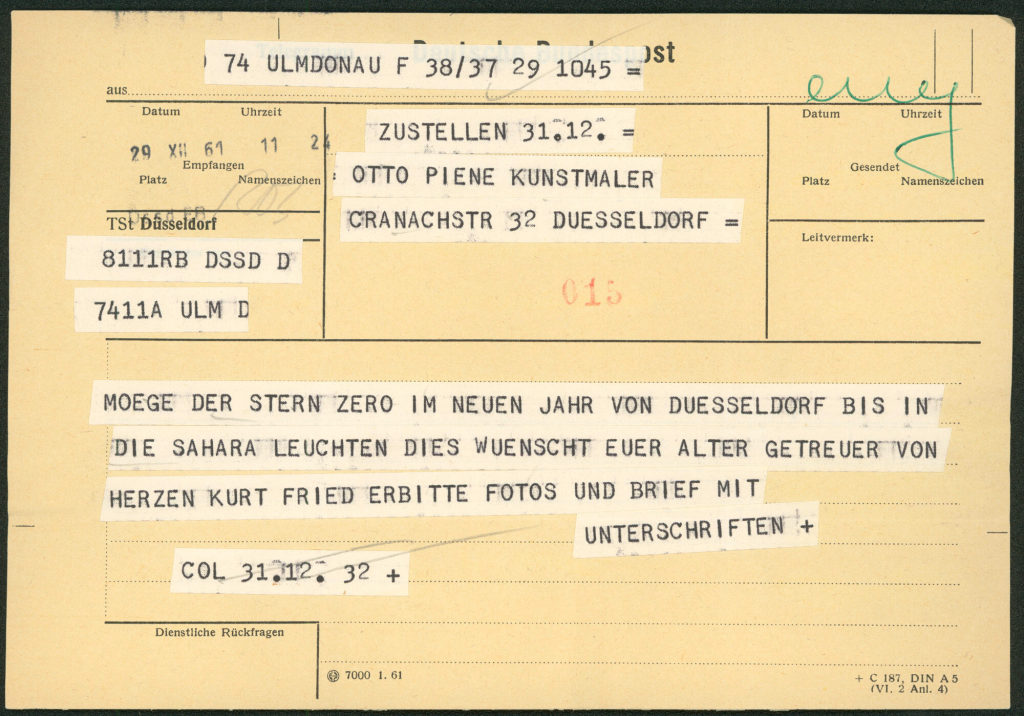 Telegramm Deutsche Bundespost
74 ULMDONAU F 38/37 29 1045 =
aus
Datum Uhrzeit
29 XII 61 11 24
Empfangen
Platz Namenszeichen
TSt Düsseldorf
8111RB DSSD D
7411A ULM D
ZUSTELLEN 31.12. =
: OTTO PIENE KUNSTMALER
CRANACHSTR 32 DUESSELDORF =
015
Datum Uhrzeit
Gesendet
Platz Namenszeichen
Leitvermerk:
MOEGE DER STERN ZERO IM NEUEN JAHR VON DUESSELDORF BIS IN
DIE SAHARA LEUCHTEN DIES WUENSCHT EUER ALTER GETREUER VON
HERZEN KURT FRIED ERBITTE FOTOS UND BRIEF MIT
UNTERSCHRIFTEN +
COL 31.12. 32 +
Dienstliche Rückfragen
7000 1. 61
+ C 187, DIN A 5
(VI. 2 Anl. 4)